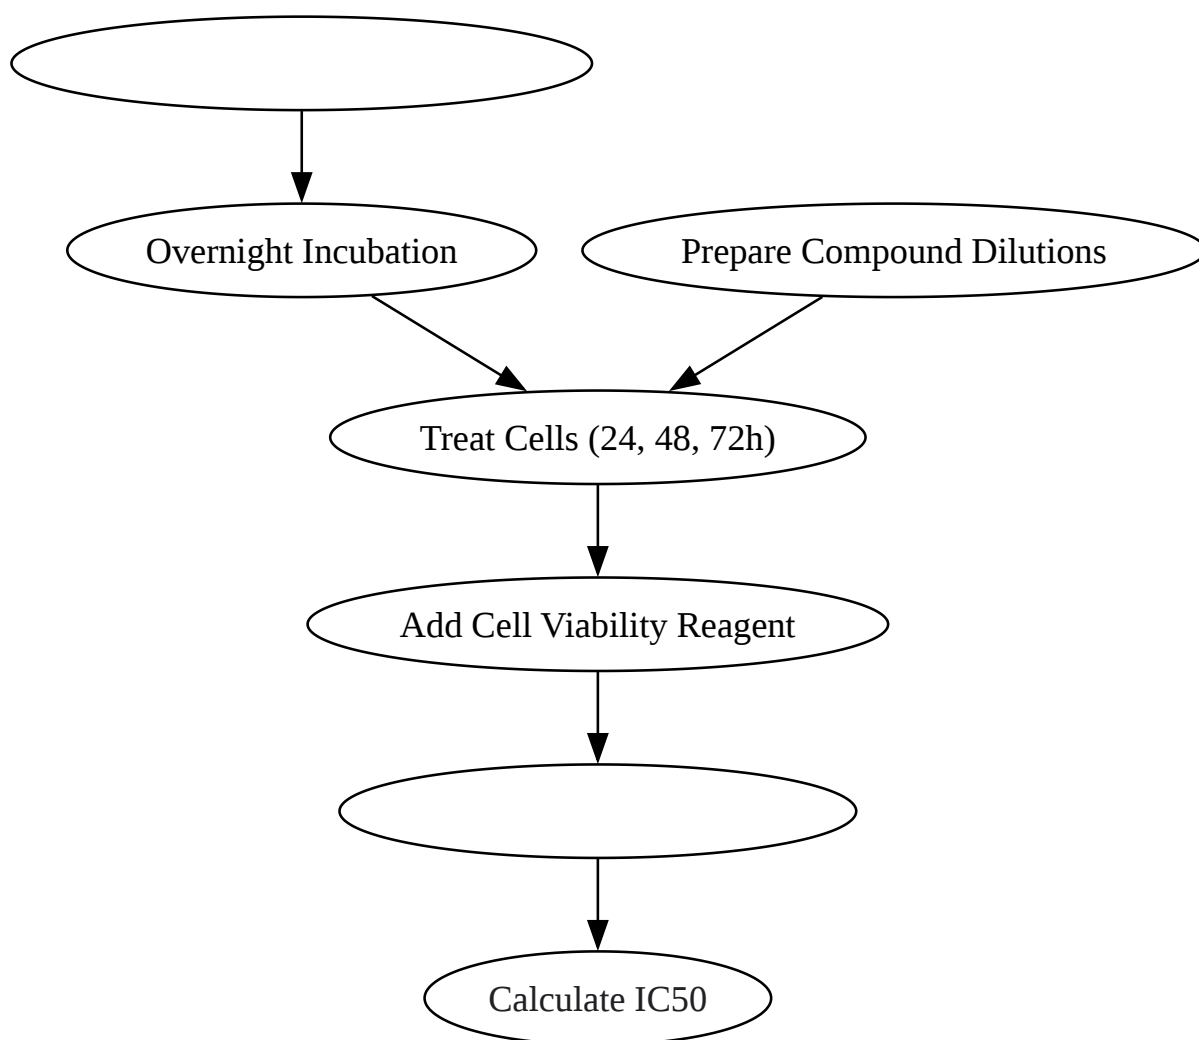 Overnight Incubation
Prepare Compound Dilutions
Treat Cells (24, 48, 72h)
Add Cell Viability Reagent
Calculate IC50